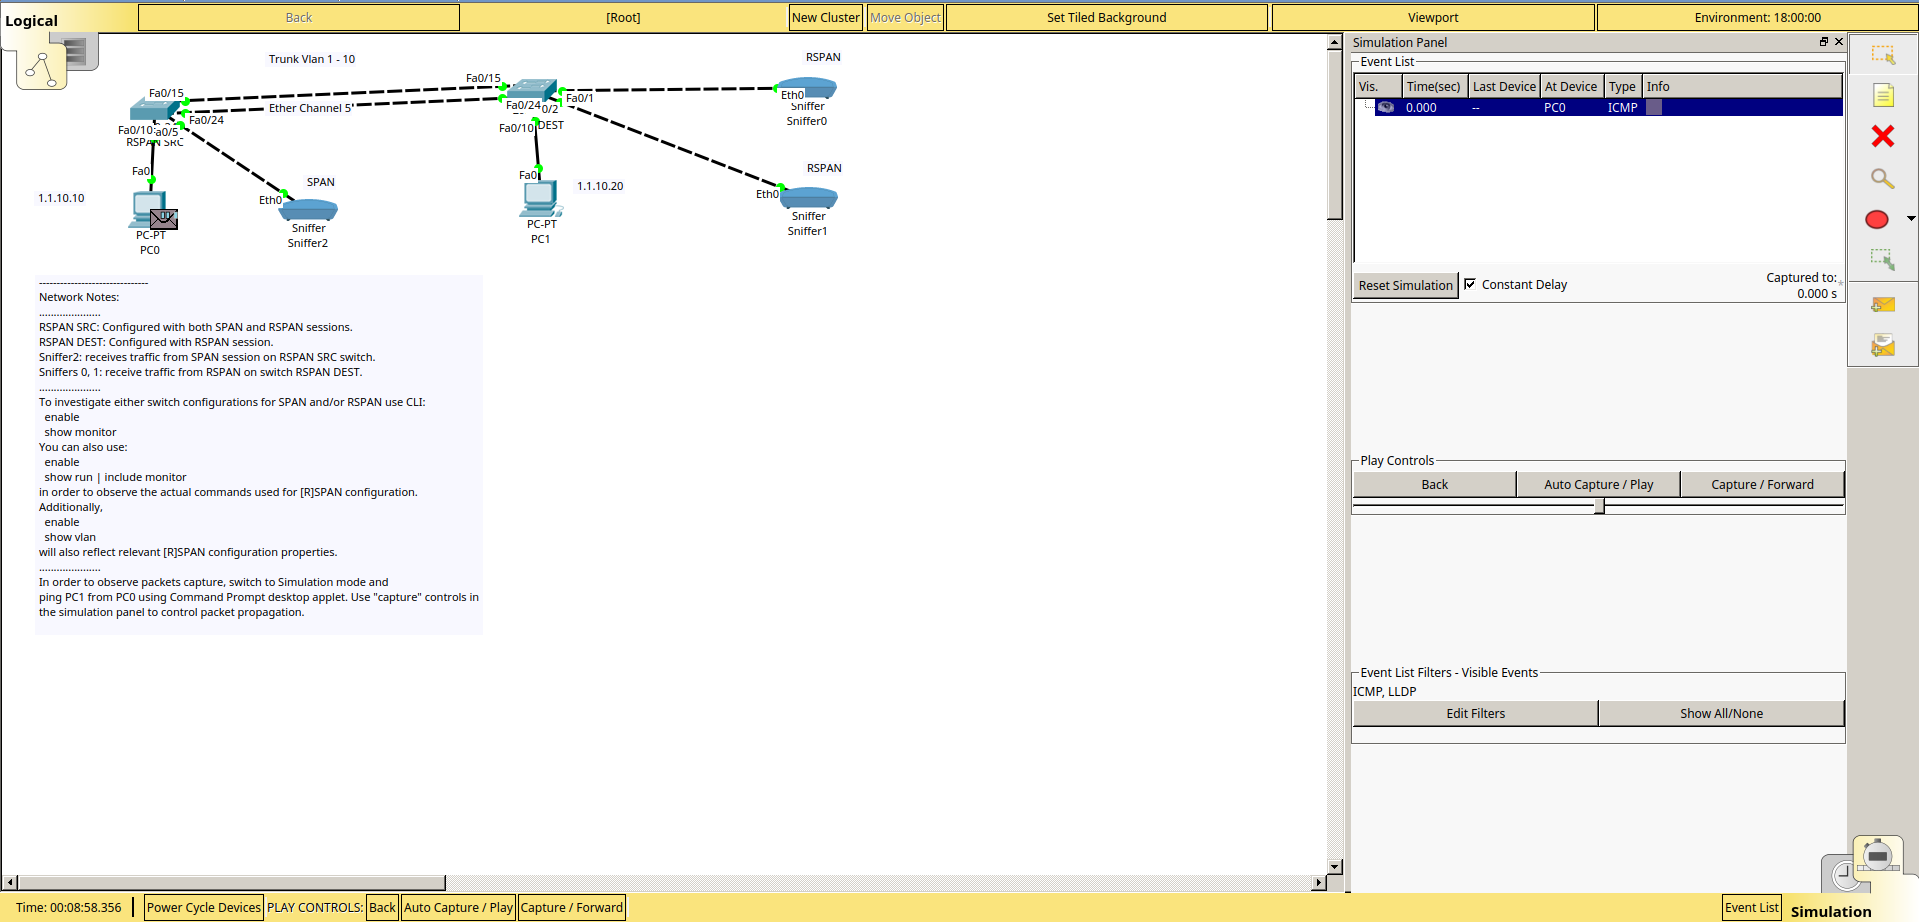 Logical
Back
[Root]
New Cluster
Move Object
Set Tiled Background
Viewport
Environment: 18:00:00
Trunk Vlan 1 - 10
Fa0/15
Ether Channel 5
Fa0/24
Fa0/10
Fa0/5
RSPAN SRC
Fa0
1.1.10.10
PC-PT
PC0
SPAN
Eth0
Sniffer
Sniffer2
Fa0/15
Fa0/24
0/2
Fa0/1
Fa0/10
DEST
Fa0
1.1.10.20
PC-PT
PC1
RSPAN
Eth0
Sniffer
Sniffer0
RSPAN
Eth0
Sniffer
Sniffer1
-------------------------------
Network Notes:
.....................
RSPAN SRC: Configured with both SPAN and RSPAN sessions.
RSPAN DEST: Configured with RSPAN session.
Sniffer2: receives traffic from SPAN session on RSPAN SRC switch.
Sniffers 0, 1: receive traffic from RSPAN on switch RSPAN DEST.
.....................
To investigate either switch configurations for SPAN and/or RSPAN use CLI:
enable
show monitor
You can also use:
enable
show run | include monitor
in order to observe the actual commands used for [R]SPAN configuration.
Additionally,
enable
show vlan
will also reflect relevant [R]SPAN configuration properties.
.....................
In order to observe packets capture, switch to Simulation mode and
ping PC1 from PC0 using Command Prompt desktop applet. Use "capture" controls in
the simulation panel to control packet propagation.
Simulation Panel
Event List
Vis. Time(sec) Last Device At Device Type Info
0.000 -- PC0 ICMP
Reset Simulation
Constant Delay
Captured to:
0.000 s
Play Controls
Back
Auto Capture / Play
Capture / Forward
Event List Filters - Visible Events
ICMP, LLDP
Edit Filters
Show All/None
Time: 00:08:58.356
Power Cycle Devices
PLAY CONTROLS:
Back
Auto Capture / Play
Capture / Forward
Event List
Simulation